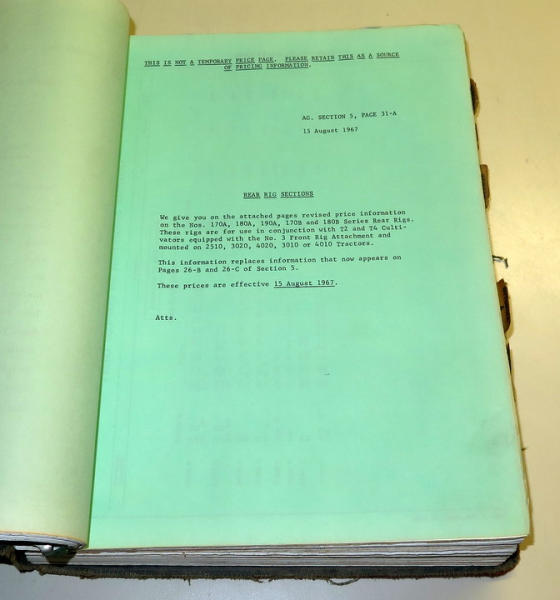 THIS IS NOT A TEMPORARY PRICE PAGE. PLEASE RETAIN THIS AS A SOURCE
OF PRICING INFORMATION.
AG. SECTION 5, PAGE 31-A
15 August 1967
REAR RIG SECTIONS
We give you on the attached pages revised price information
on the Nos. 170A, 180A, 190A, 170B and 180B Series Rear Rigs.
These rigs are for use in conjunction with T2 and T4 Culti-
vators equipped with the No. 3 Front Rig Attachment and
mounted on 2510, 3020, 4020, 3010 or 4010 Tractors.
This information replaces information that now appears on
Pages 26-B and 26-C of Section 5.
These prices are effective 15 August 1967.
Atts.